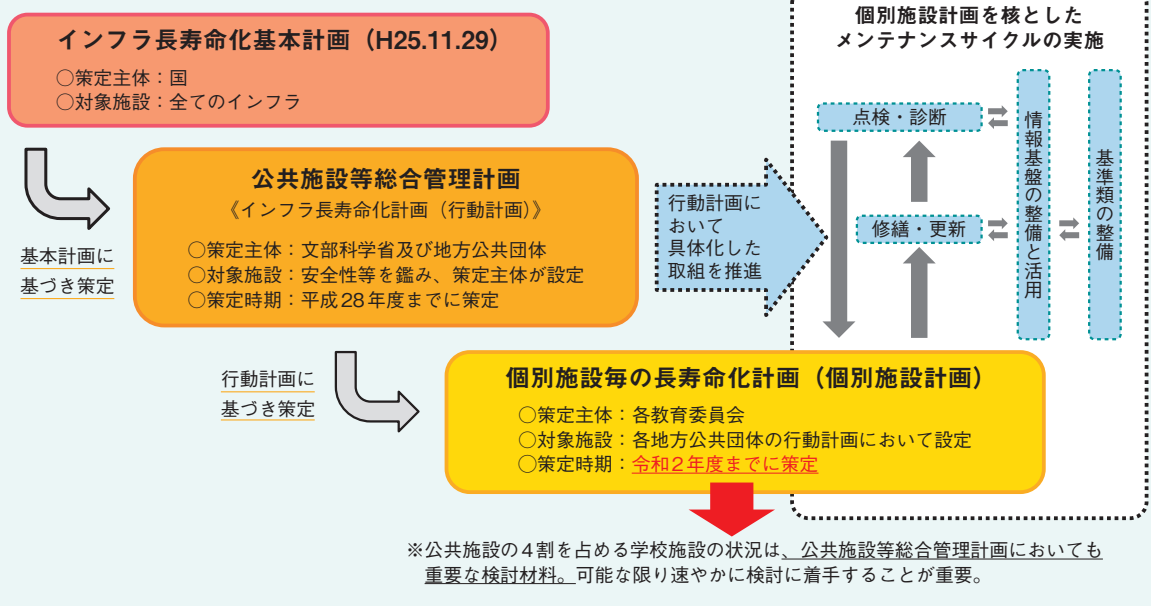 インフラ長寿命化基本計画（H25.11.29）
○策定主体：国
○対象施設：全てのインフラ
基本計画に
基づき策定
公共施設等総合管理計画
《インフラ長寿命化計画（行動計画）》
○策定主体：文部科学省及び地方公共団体
○対象施設：安全性等を鑑み、策定主体が設定
○策定時期：平成28年度までに策定
行動計画に
おいて
具体化した
取組を推進
個別施設計画を核とした
メンテナンスサイクルの実施
点検・診断
修繕・更新
情報基盤の整備と活用
基準類の整備
行動計画に
基づき策定
個別施設毎の長寿命化計画（個別施設計画）
○策定主体：各教育委員会
○対象施設：各地方公共団体の行動計画において設定
○策定時期：令和2年度までに策定
※公共施設の4割を占める学校施設の状況は、公共施設等総合管理計画においても
重要な検討材料。可能な限り速やかに検討に着手することが重要。